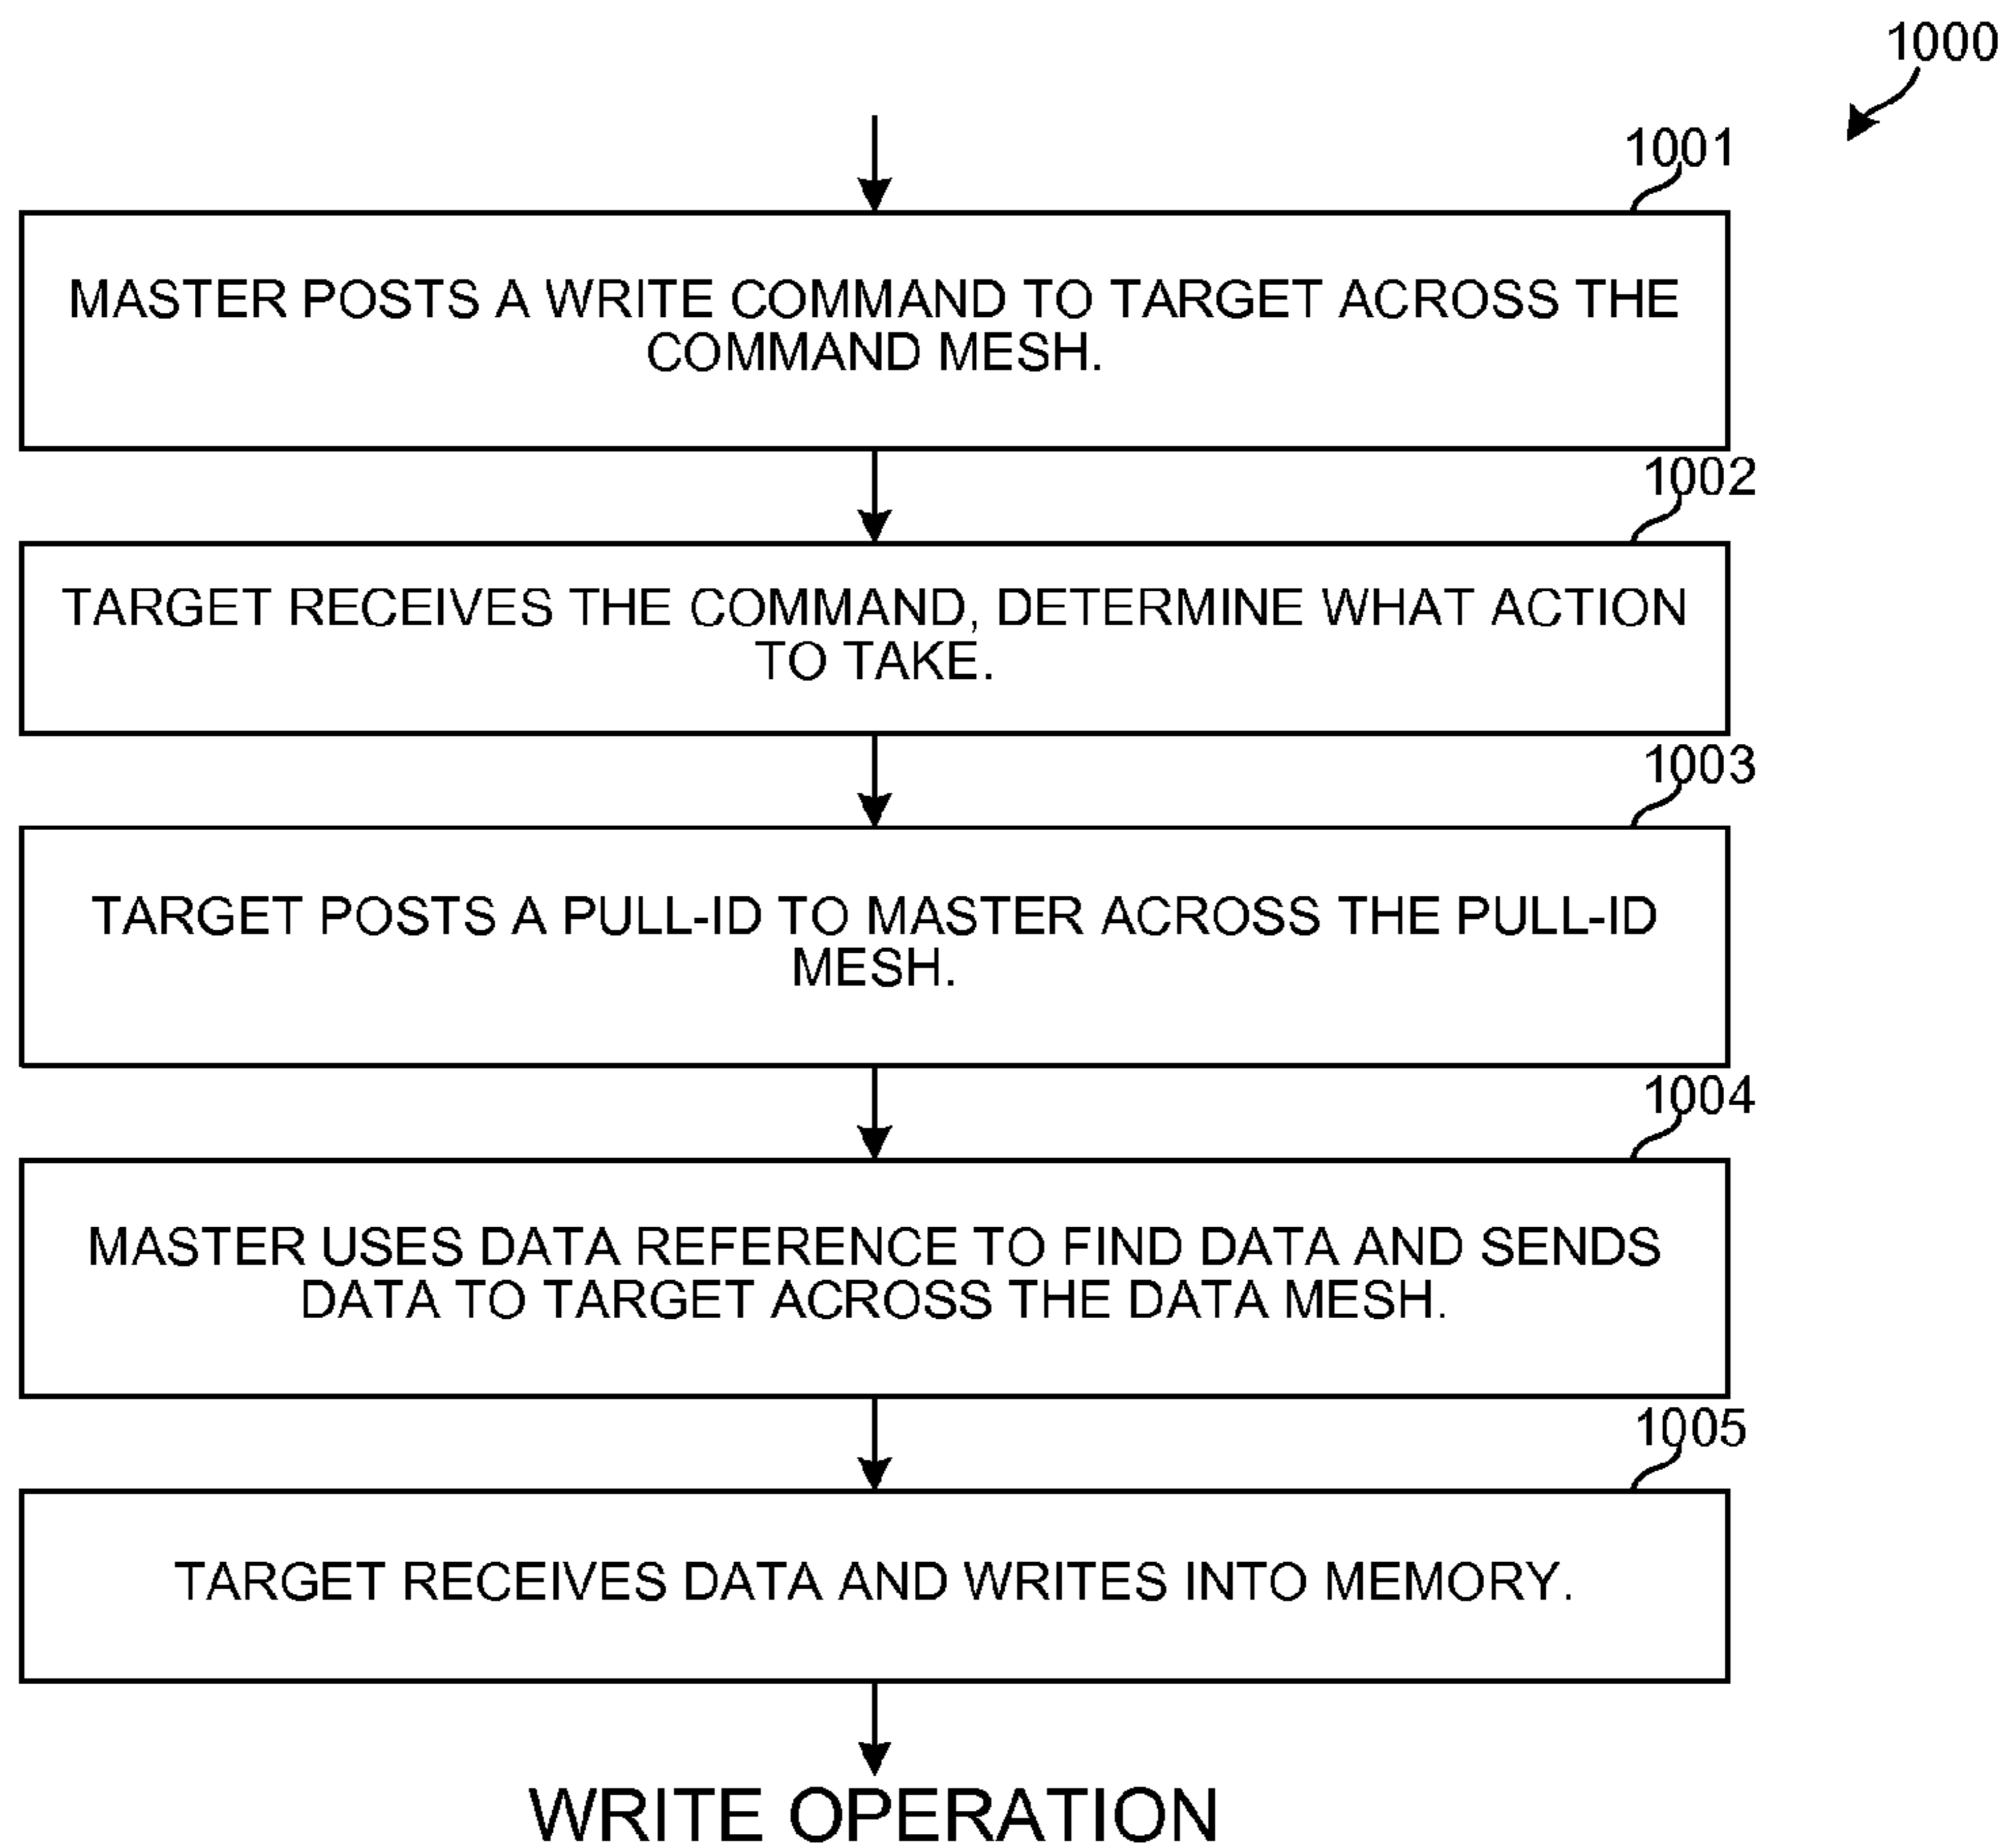 1000
1001
MASTER POSTS A WRITE COMMAND TO TARGET ACROSS THE
COMMAND MESH.
1002
TARGET RECEIVES THE COMMAND, DETERMINE WHAT ACTION
TO TAKE.
1003
TARGET POSTS A PULL-ID TO MASTER ACROSS THE PULL-ID
MESH.
1004
MASTER USES DATA REFERENCE TO FIND DATA AND SENDS
DATA TO TARGET ACROSS THE DATA MESH.
1005
TARGET RECEIVES DATA AND WRITES INTO MEMORY.
WRITE OPERATION